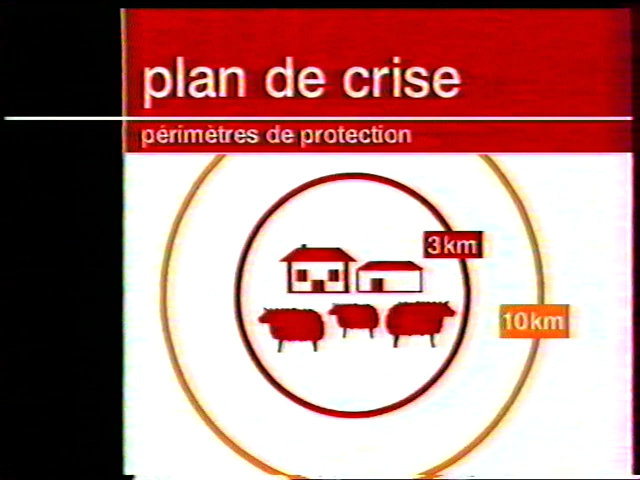 plan de crise
périmètres de protection
3km
10km